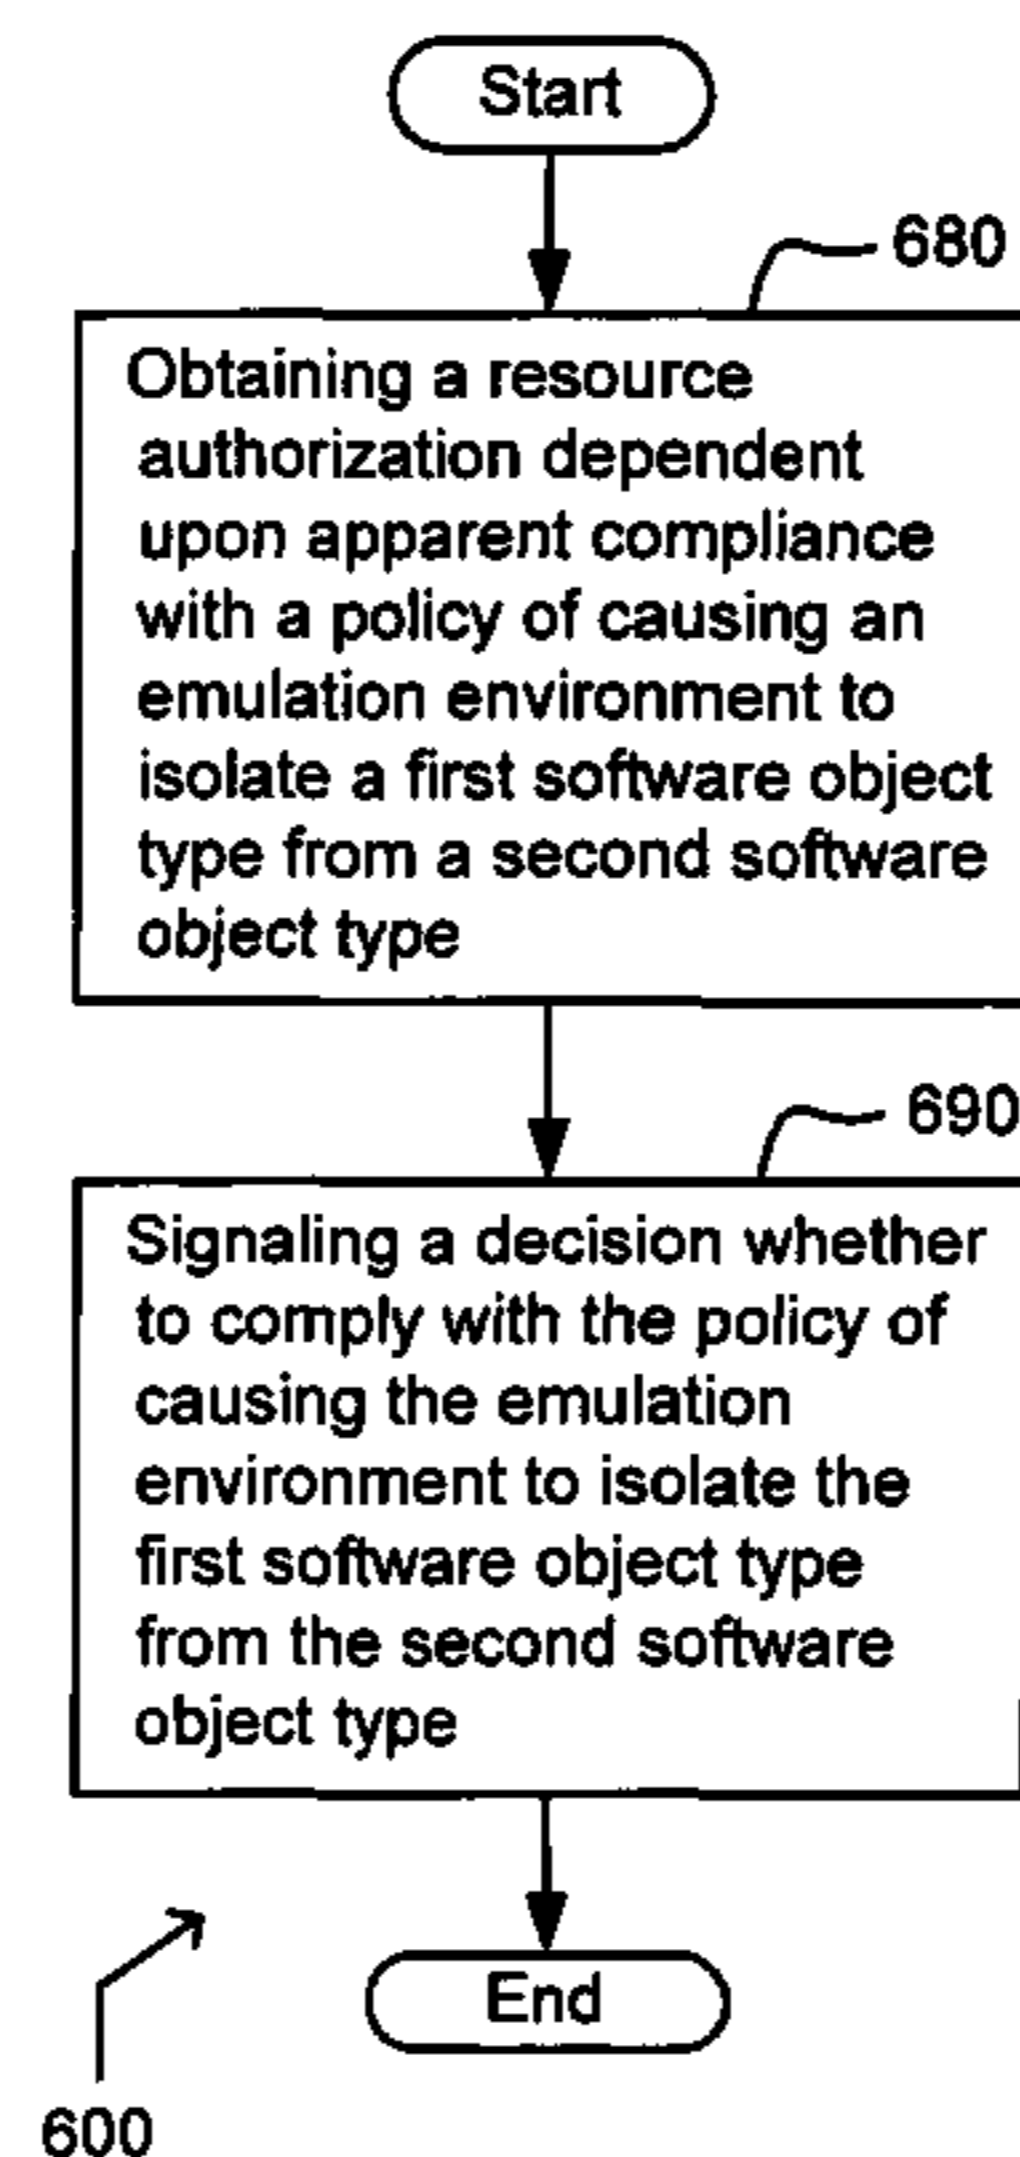 Start
680
Obtaining a resource
authorization dependent
upon apparent compliance
with a policy of causing an
emulation environment to
isolate a first software object
type from a second software
object type
690
Signaling a decision whether
to comply with the policy of
causing the emulation
environment to isolate the
first software object type
from the second software
object type
End
600